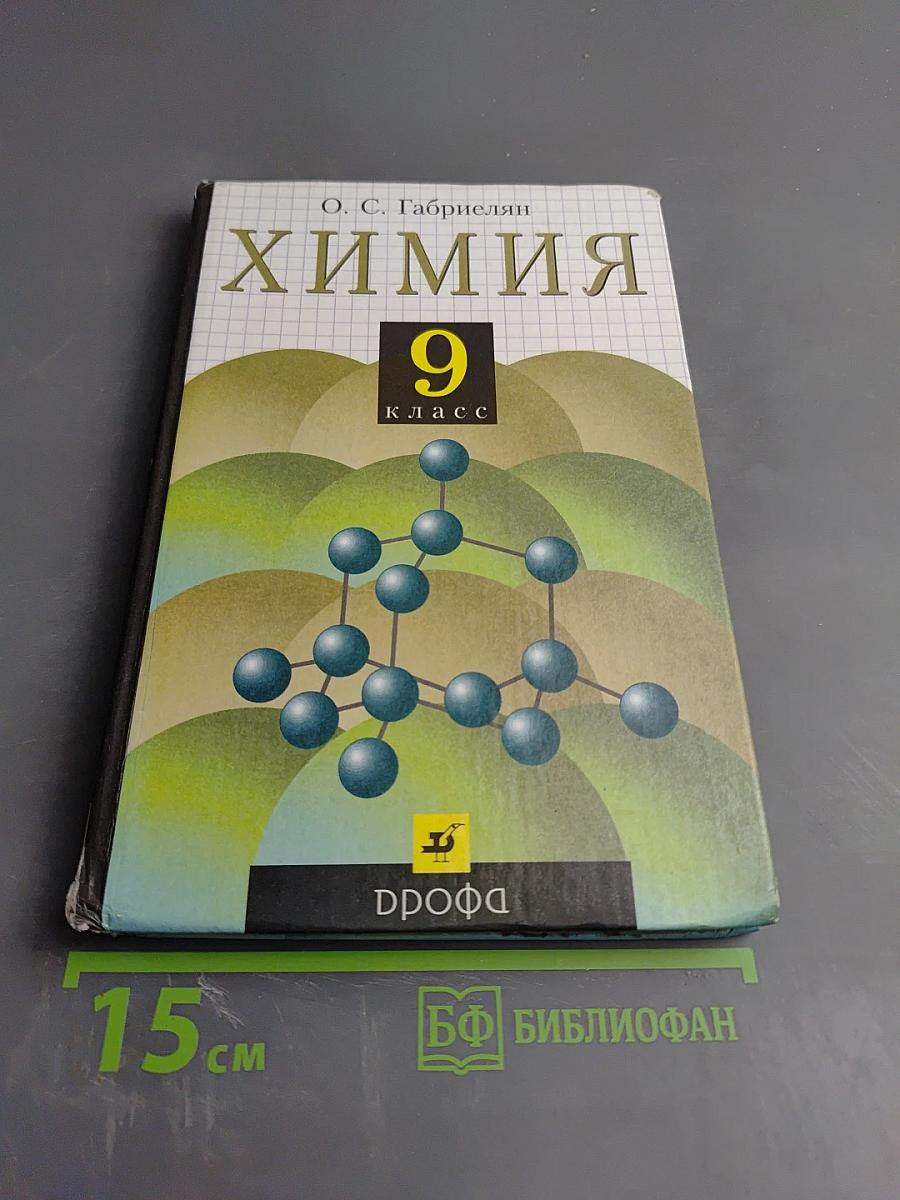 О. С. Габриелян
ХИМИЯ
9
класс
дрофа
15 см
БФ БИБЛИОФАН